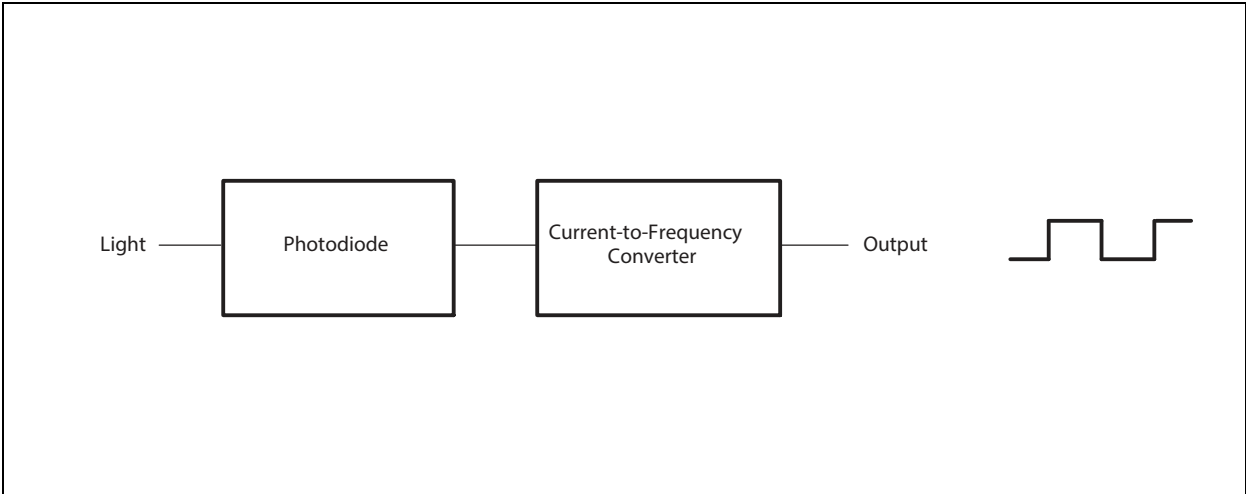 Light
Photodiode
Current-to-Frequency
Converter
Output